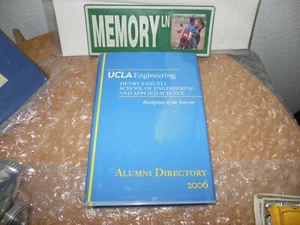 MEMORY LN
UCLA Engineering
HENRY SAMUELI
SCHOOL OF ENGINEERING
AND APPLIED SCIENCE
Birthplace of the Internet
ALUMNI DIRECTORY
2006